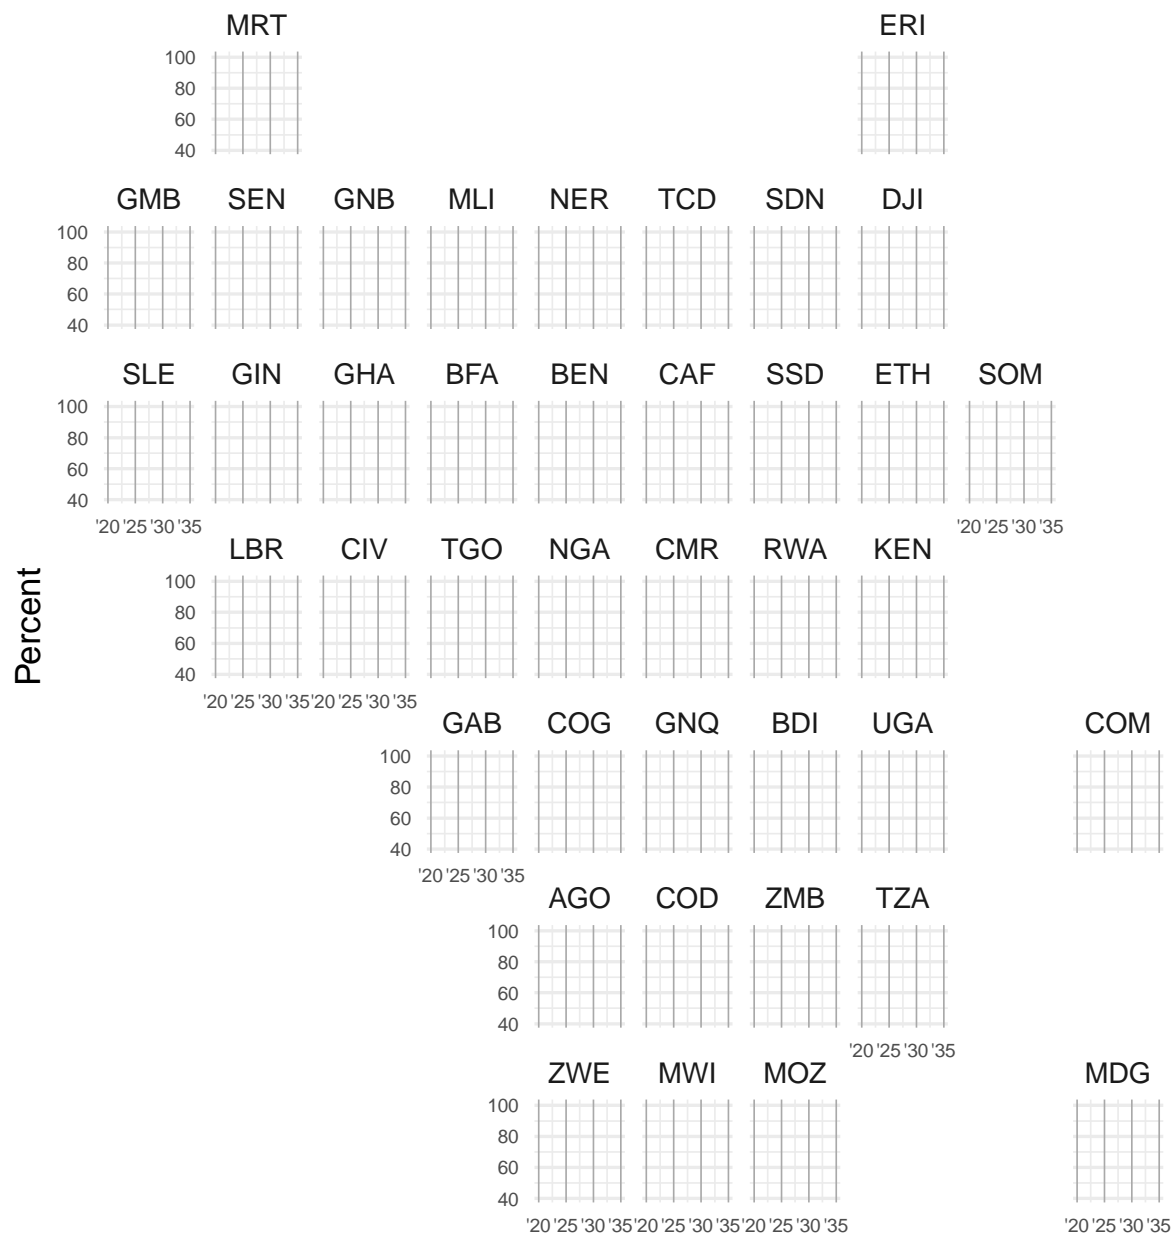 MRT ERI
100
80
60
40
GMB SEN GNB MLI NER TCD SDN DJI
100
80
60
40
SLE GIN GHA BFA BEN CAF SSD ETH SOM
100
80
60
40
'20 '25 '30 '35 '20 '25 '30 '35
LBR CIV TGO NGA CMR RWA KEN
100
80
60
40
'20 '25 '30 '35 '20 '25 '30 '35
Percent
GAB COG GNQ BDI UGA COM
100
80
60
40
'20 '25 '30 '35
AGO COD ZMB TZA
100
80
60
40
'20 '25 '30 '35
ZWE MWI MOZ MDG
100
80
60
40
'20 '25 '30 '35 '20 '25 '30 '35 '20 '25 '30 '35 '20 '25 '30 '35